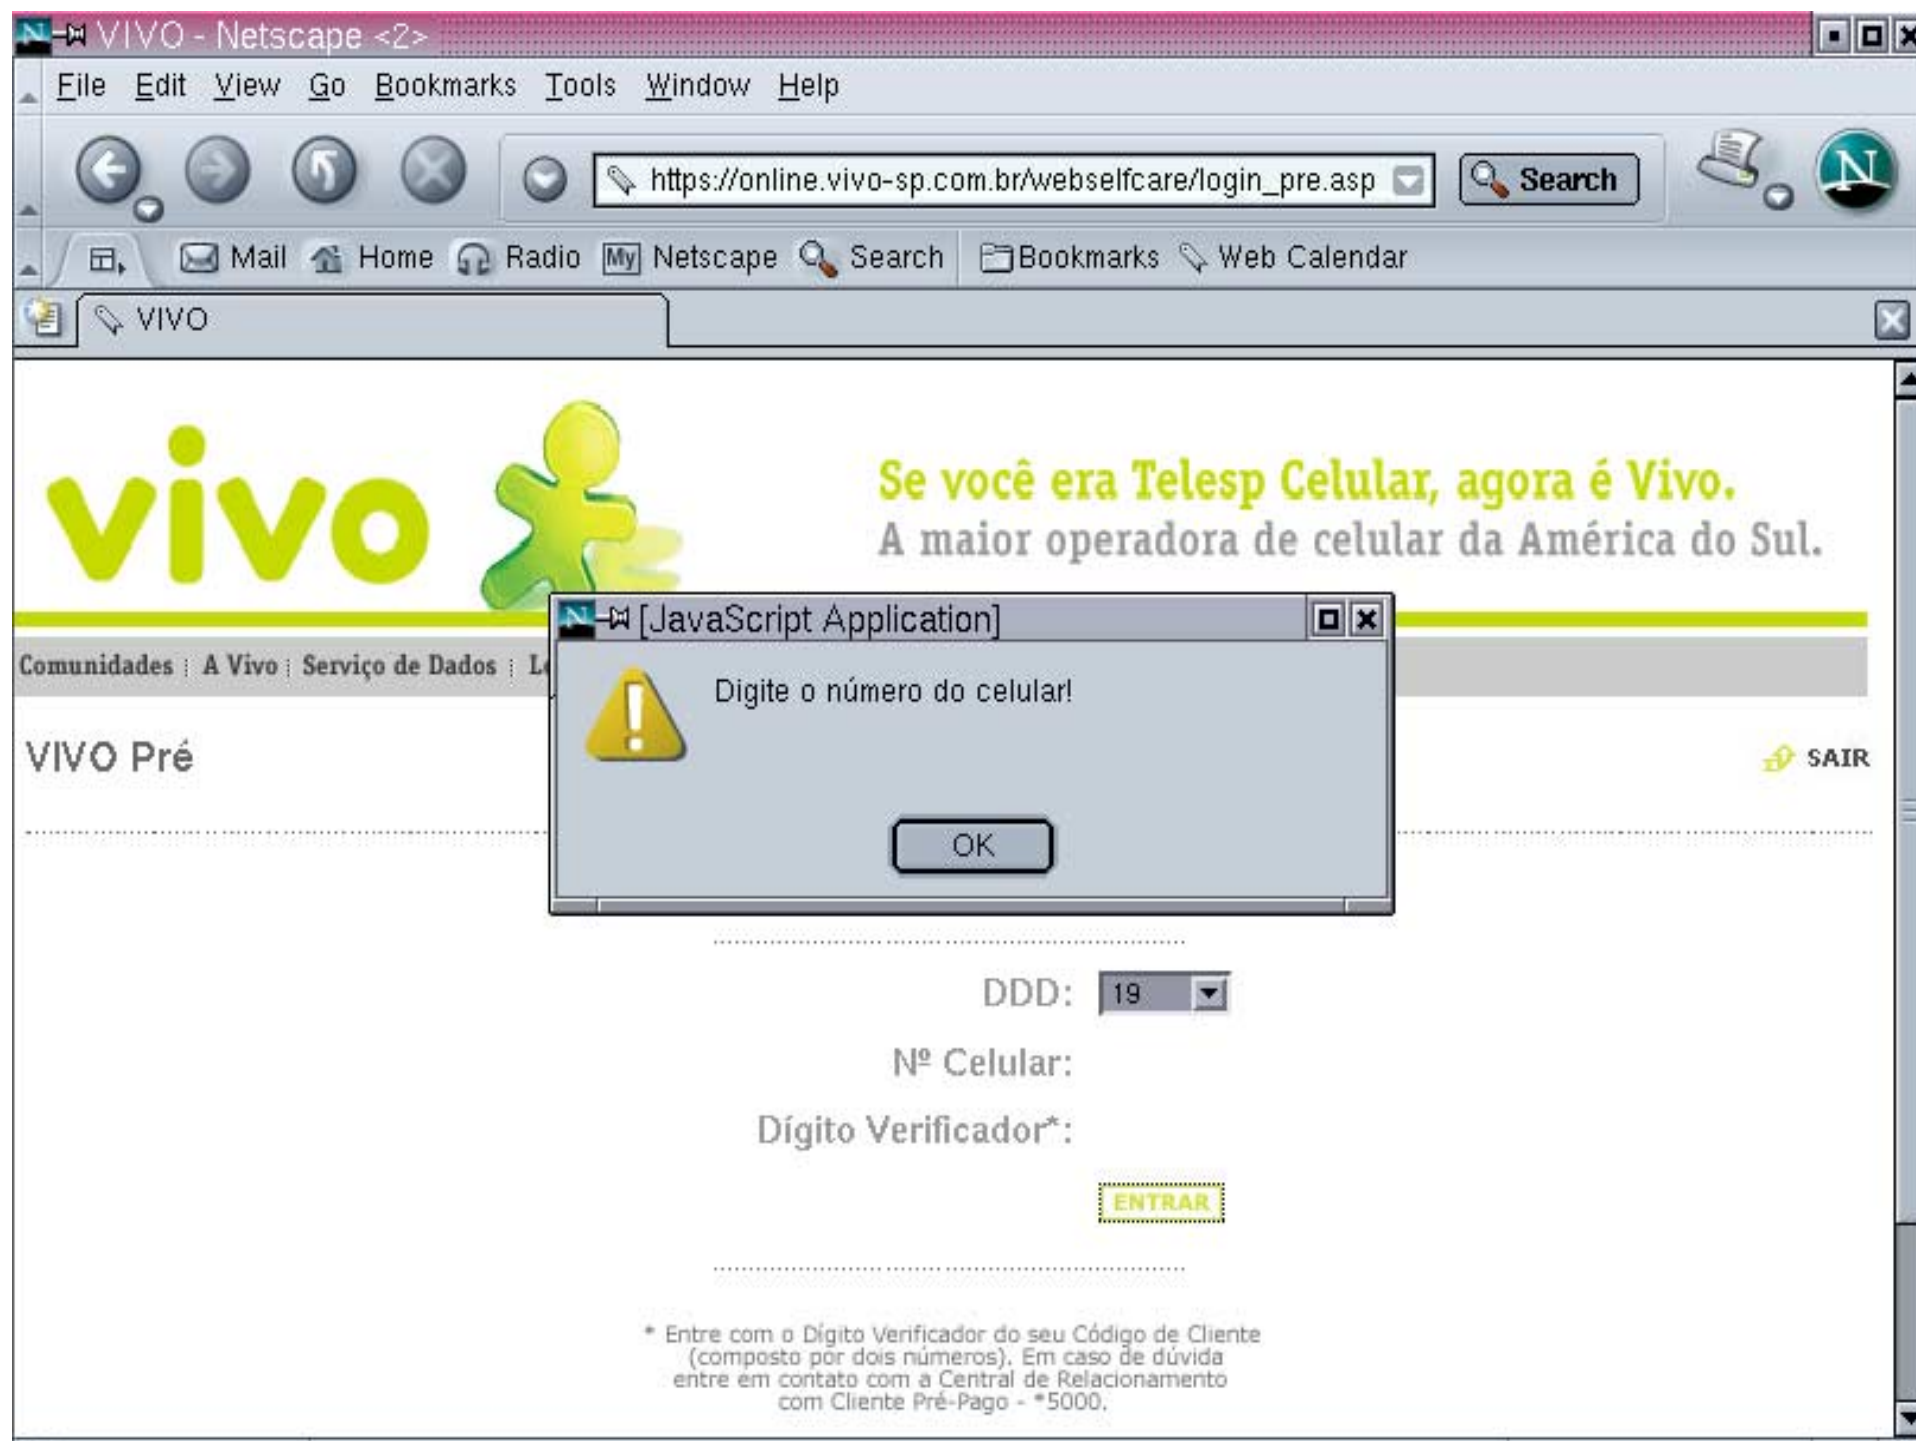 VIVO - Netscape <2>
File Edit View Go Bookmarks Tools Window Help
https://online.vivo-sp.com.br/webselfcare/login_pre.asp Search N
Mail Home Radio My Netscape Search Bookmarks Web Calendar
VIVO
vivo
Se você era Telesp Celular, agora é Vivo.
A maior operadora de celular da América do Sul.
N [JavaScript Application]
Comunidades A Vivo Serviço de Dados
Digite o número do celular!
VIVO Pré
SAIR
OK
DDD: 19
Nº Celular:
Dígito Verificador*:
ENTRAR
* Entre com o Dígito Verificador do seu Código de Cliente
(composto por dois números). Em caso de dúvida
entre em contato com a Central de Relacionamento
com Cliente Pré-Pago - *5000.